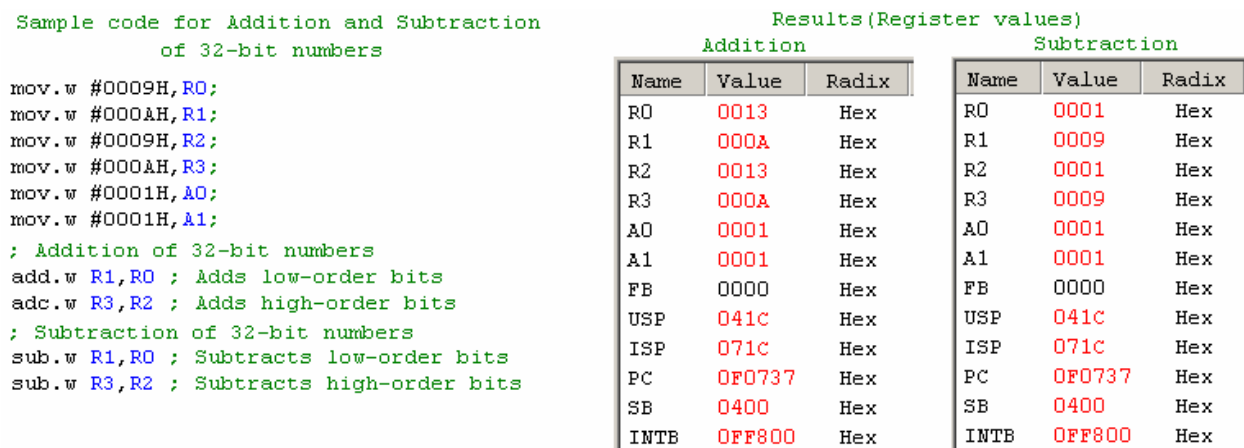 Sample code for Addition and Subtraction
of 32-bit numbers
mov.w #0009H,R0;
mov.w #000AH,R1;
mov.w #0009H,R2;
mov.w #000AH,R3;
mov.w #0001H,A0;
mov.w #0001H,A1;
; Addition of 32-bit numbers
add.w R1,R0 ; Adds low-order bits
adc.w R3,R2 ; Adds high-order bits
; Subtraction of 32-bit numbers
sub.w R1,R0 ; Subtracts low-order bits
sub.w R3,R2 ; Subtracts high-order bits
Results(Register values)
Addition
Name Value Radix
R0 0013 Hex
R1 000A Hex
R2 0013 Hex
R3 000A Hex
A0 0001 Hex
A1 0001 Hex
FB 0000 Hex
USP 041C Hex
ISP 071C Hex
PC 0F0737 Hex
SB 0400 Hex
INTB 0FF800 Hex
Subtraction
Name Value Radix
R0 0001 Hex
R1 0009 Hex
R2 0001 Hex
R3 0009 Hex
A0 0001 Hex
A1 0001 Hex
FB 0000 Hex
USP 041C Hex
ISP 071C Hex
PC 0F0737 Hex
SB 0400 Hex
INTB 0FF800 Hex